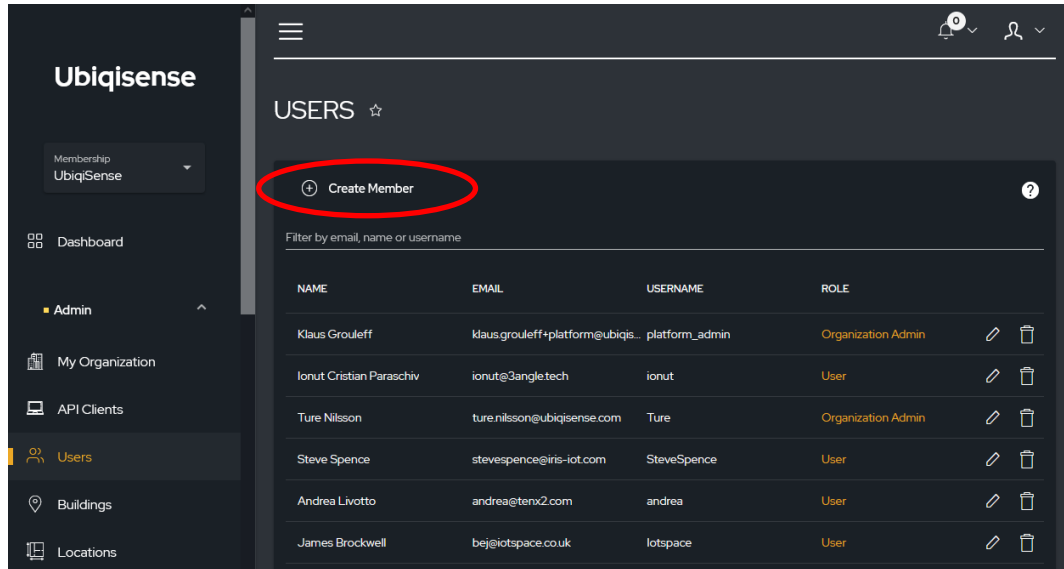 0
Ubiqisense
USERS
Membership
UbiqiSense
Create Member
?
Filter by email, name or username
Dashboard
NAME EMAIL USERNAME ROLE
Admin
Klaus Grouleff klaus.grouleff+platform@ubiqis... platform_admin Organization Admin
My Organization
Ionut Cristian Paraschiv ionut@3angle.tech ionut User
API Clients
Ture Nilsson ture.nilsson@ubiqisense.com Ture Organization Admin
Users
Steve Spence stevespence@iris-iot.com SteveSpence User
Buildings
Andrea Livotto andrea@tenx2.com andrea User
Locations
James Brockwell bej@iotspace.co.uk Iotspace User